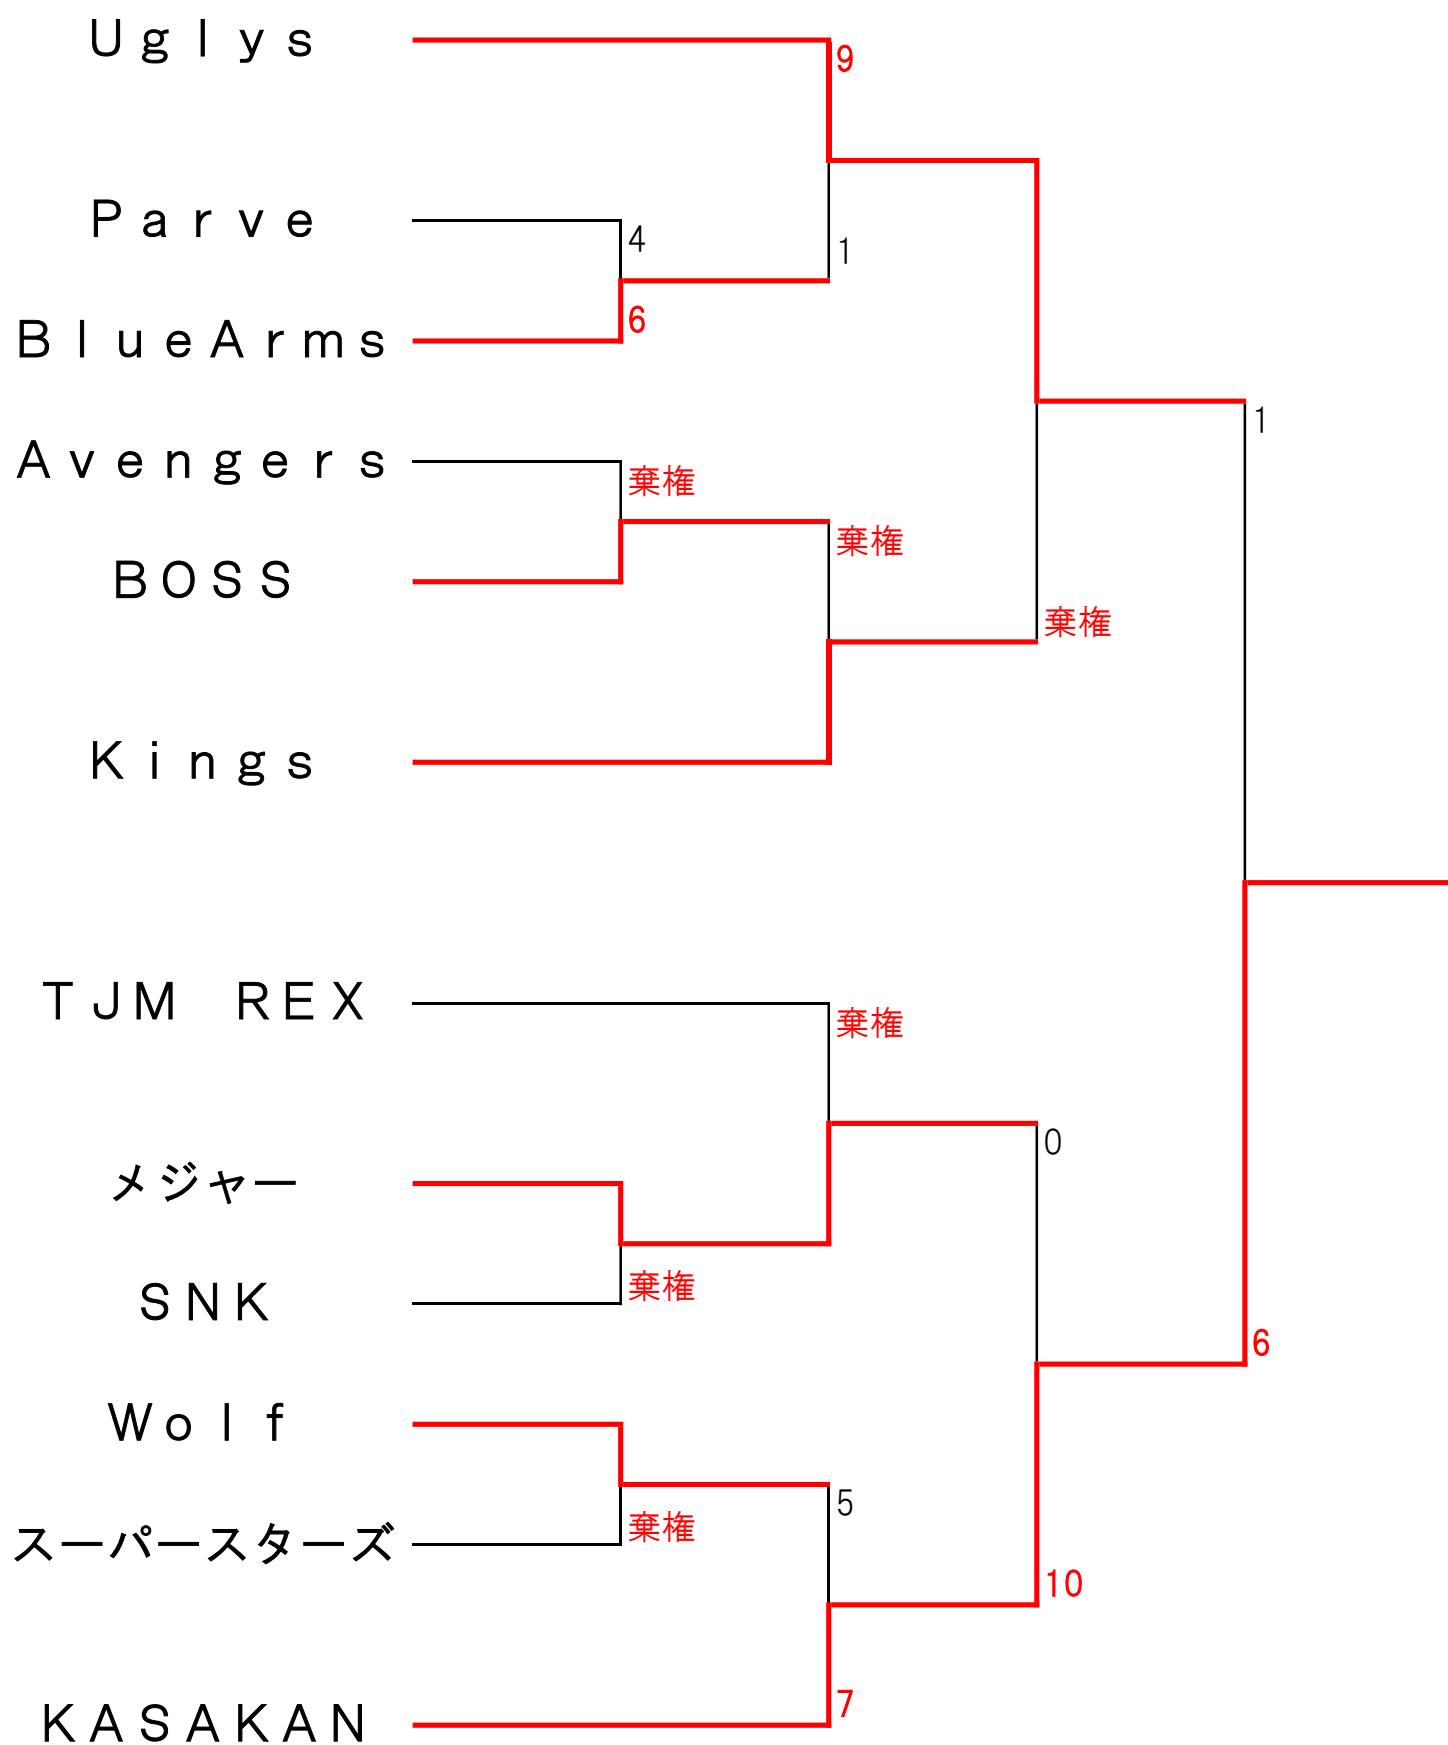 Ｕｇｌｙｓ
9
Ｐａｒｖｅ
4
1
ＢｌｕｅＡｒｍｓ
6
1
Ａｖｅｎｇｅｒｓ
棄権
棄権
ＢＯＳＳ
棄権
Ｋｉｎｇｓ
ＴＪＭ　ＲＥＸ
棄権
0
メジャー
ＳＮＫ
棄権
6
Ｗｏｌｆ
5
スーパースターズ
棄権
10
ＫＡＳＡＫＡＮ
7